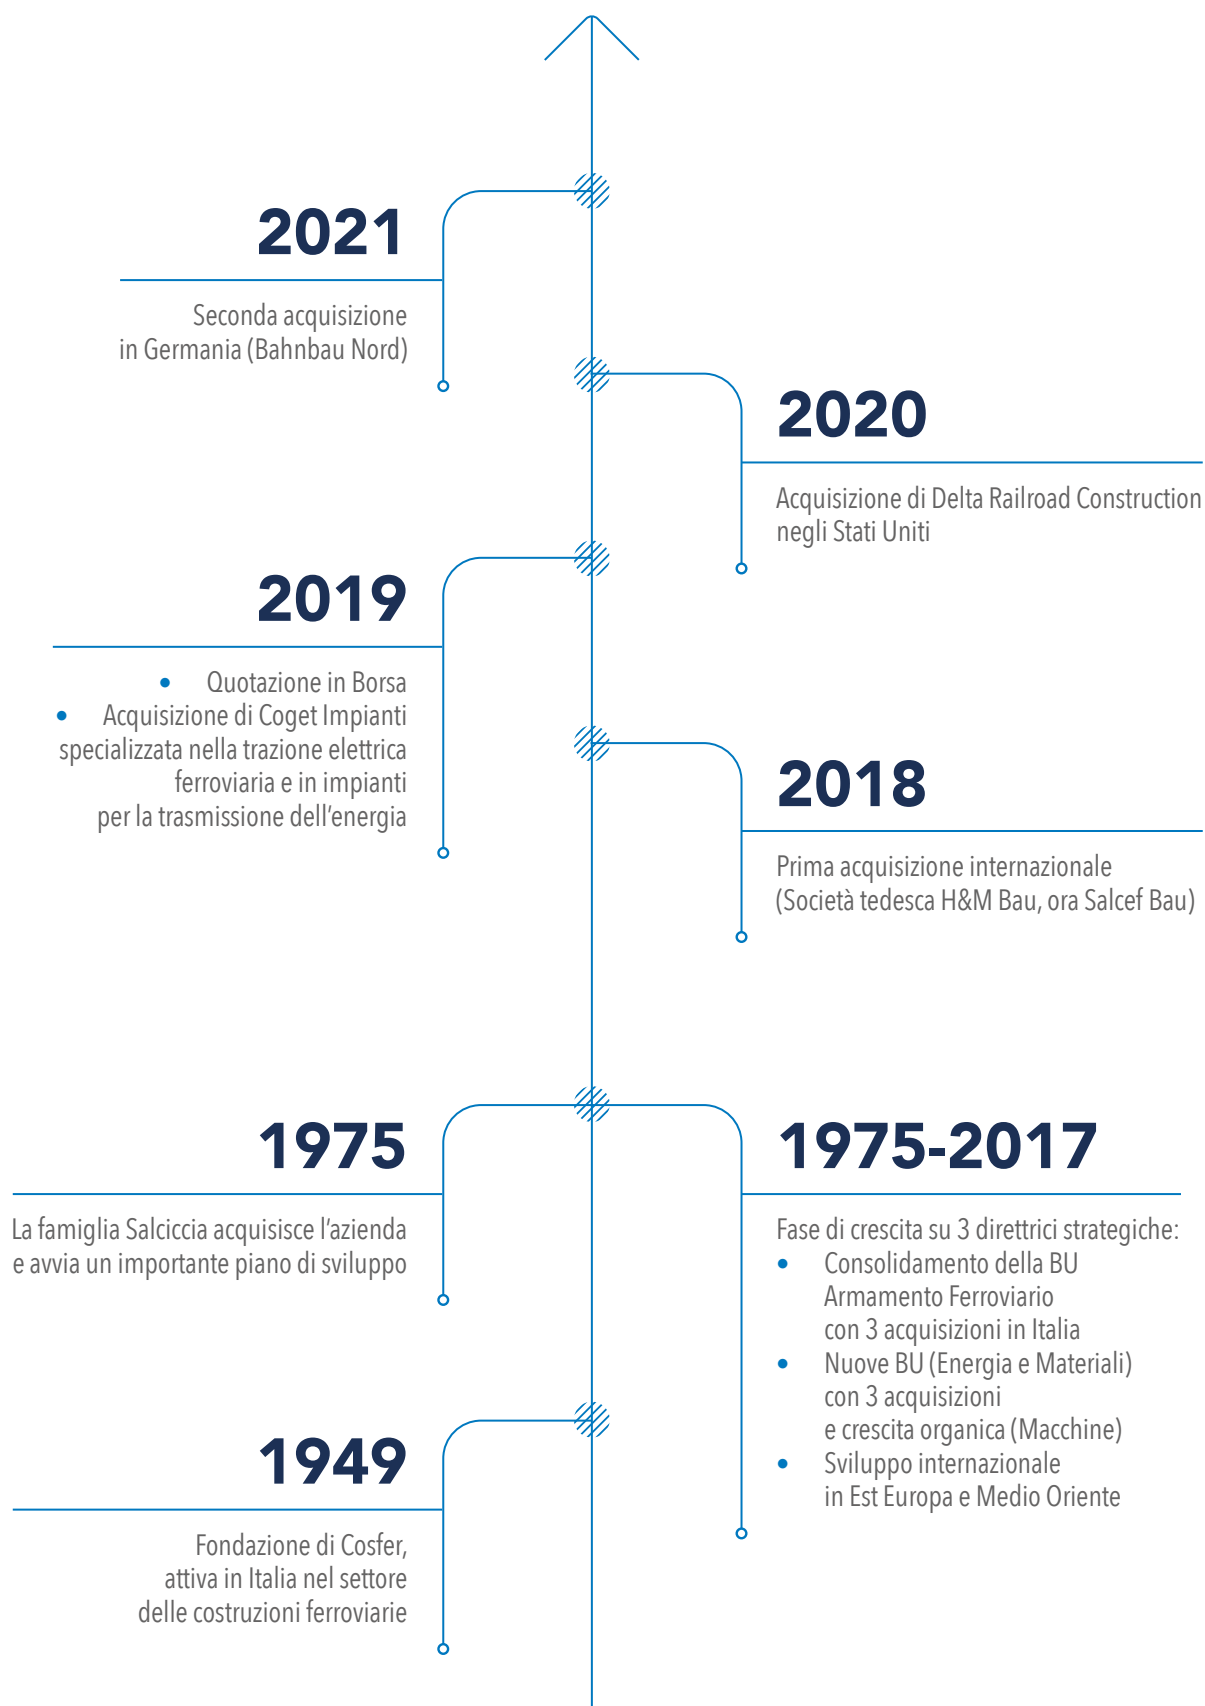 2021
Seconda acquisizione
in Germania (Bahnbau Nord)
2020
Acquisizione di Delta Railroad Construction
negli Stati Uniti
2019
• Quotazione in Borsa
• Acquisizione di Coget Impianti
specializzata nella trazione elettrica
ferroviaria e in impianti
per la trasmissione dell’energia
2018
Prima acquisizione internazionale
(Società tedesca H&M Bau, ora Salcef Bau)
1975
La famiglia Salciccia acquisisce l’azienda
e avvia un importante piano di sviluppo
1975-2017
Fase di crescita su 3 direttrici strategiche:
• Consolidamento della BU
Armamento Ferroviario
con 3 acquisizioni in Italia
• Nuove BU (Energia e Materiali)
con 3 acquisizioni
e crescita organica (Macchine)
• Sviluppo internazionale
in Est Europa e Medio Oriente
1949
Fondazione di Cosfer,
attiva in Italia nel settore
delle costruzioni ferroviarie